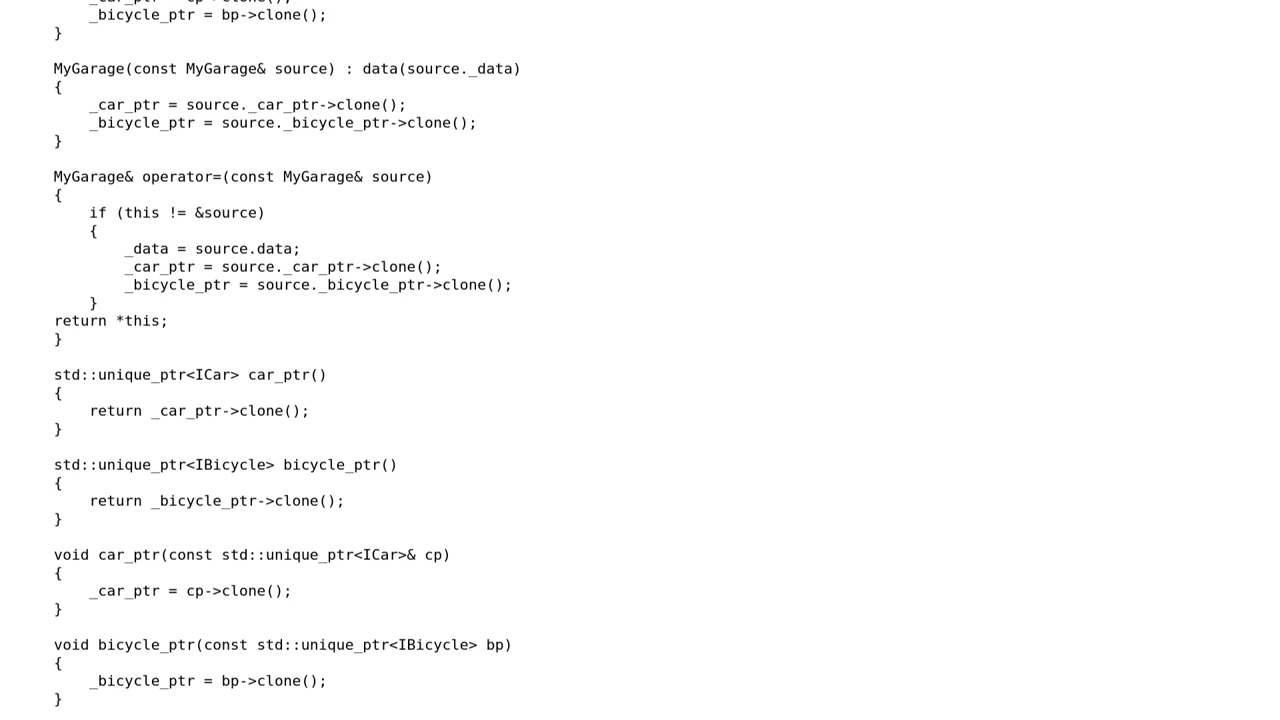 _car_ptr = cp->clone();
_bicycle_ptr = bp->clone();
}
MyGarage(const MyGarage& source) : data(source._data)
{
_car_ptr = source._car_ptr->clone();
_bicycle_ptr = source._bicycle_ptr->clone();
}
MyGarage& operator=(const MyGarage& source)
{
if (this != &source)
{
_data = source.data;
_car_ptr = source._car_ptr->clone();
_bicycle_ptr = source._bicycle_ptr->clone();
}
return *this;
}
std::unique_ptr<ICar> car_ptr()
{
return _car_ptr->clone();
}
std::unique_ptr<IBicycle> bicycle_ptr()
{
return _bicycle_ptr->clone();
}
void car_ptr(const std::unique_ptr<ICar>& cp)
{
_car_ptr = cp->clone();
}
void bicycle_ptr(const std::unique_ptr<IBicycle> bp)
{
_bicycle_ptr = bp->clone();
}